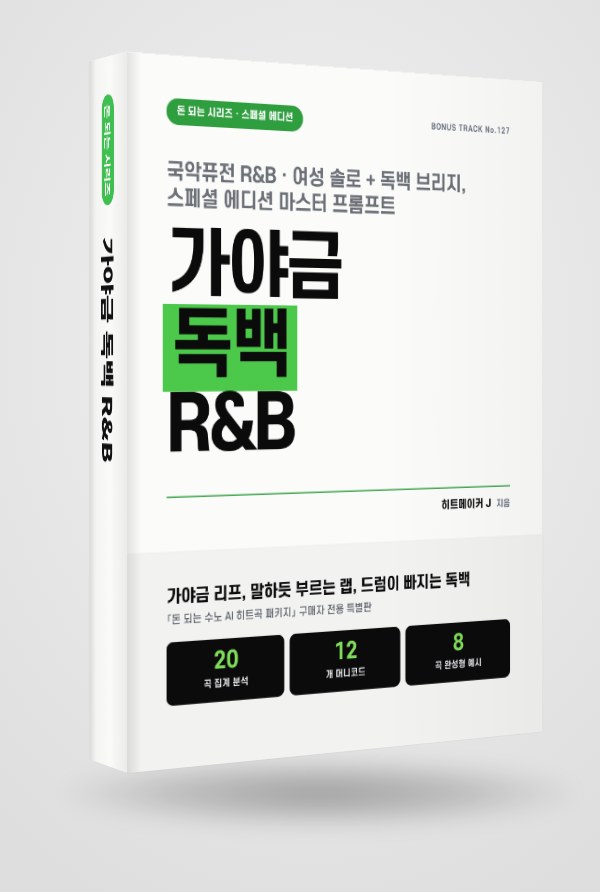 돈 되는 시리즈 · 스페셜 에디션
BONUS TRACK No.127
국악퓨전 R&B · 여성 솔로 + 독백 브리지,
스페셜 에디션 마스터 프롬프트
가야금
독백
R&B
히트메이커 J 지음
가야금 리프, 말하듯 부르는 랩, 드럼이 빠지는 독백
『돈 되는 수노 AI 히트곡 패키지』 구매자 전용 특별판
20
곡 집계 분석
12
개 머니코드
8
곡 완성형 예시
돈 되는 시리즈
가야금 독백 R&B